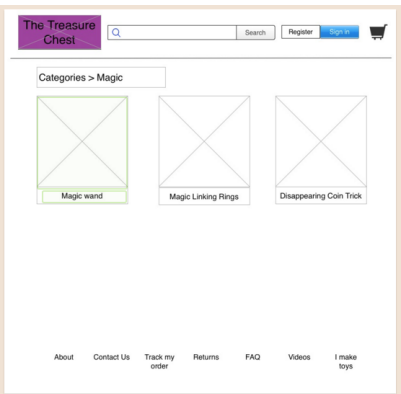 The Treasure
Chest
Search
Register
Sign in
Categories > Magic
Magic wand
Magic Linking Rings
Disappearing Coin Trick
About
Contact Us
Track my
order
Returns
FAQ
Videos
I make
toys